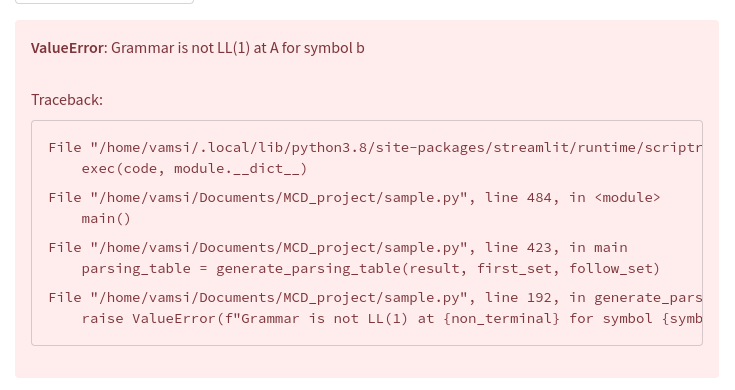 ValueError: Grammar is not LL(1) at A for symbol b
Traceback:
File "/home/vamsi/.local/lib/python3.8/site-packages/streamlit/runtime/scriptr
exec(code, module.__dict__)
File "/home/vamsi/Documents/MCD_project/sample.py", line 484, in <module>
main()
File "/home/vamsi/Documents/MCD_project/sample.py", line 423, in main
parsing_table = generate_parsing_table(result, first_set, follow_set)
File "/home/vamsi/Documents/MCD_project/sample.py", line 192, in generate_pars
raise ValueError(f"Grammar is not LL(1) at {non_terminal} for symbol {symb